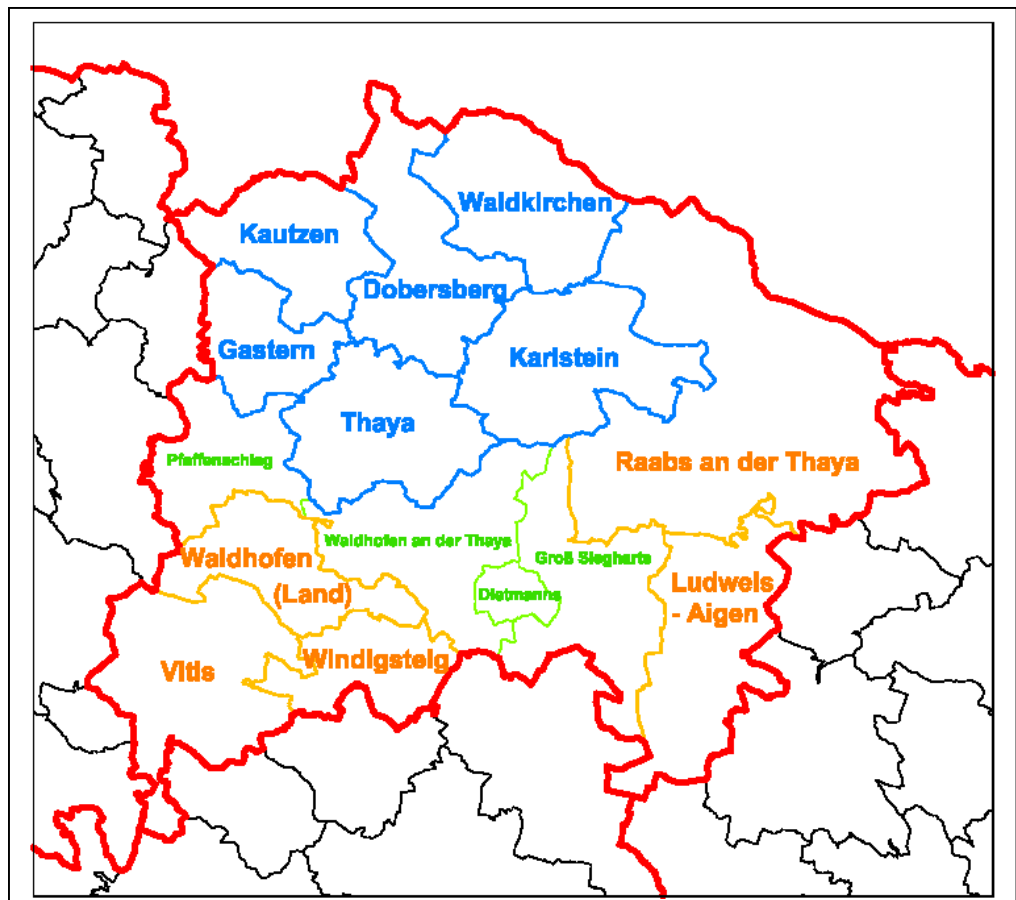 Waldkirchen
Kautzen
Dobersberg
Gastern
Karlstein
Thaya
Pfaffenschlag
Raabs an der Thaya
Waldhofen an der Thaya
Waldhofen
(Land)
Groß Siegharts
Ludweis
- Aigen
Dietmanns
Windigsteig
Vitis